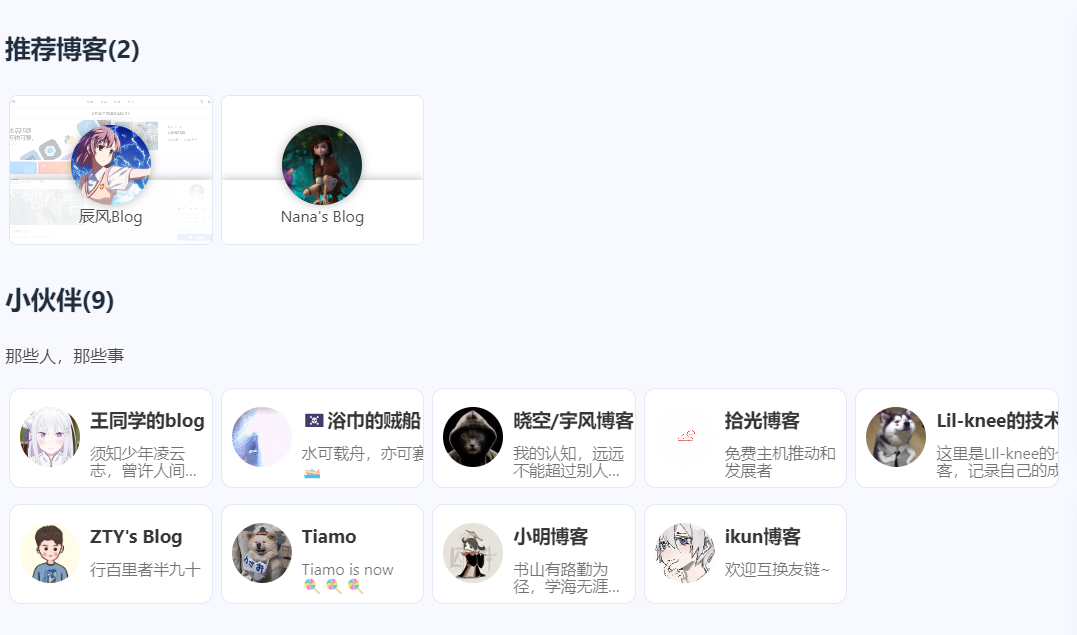 推荐博客(2)
辰风Blog
Nana's Blog
小伙伴(9)
那些人，那些事
王同学的blog
须知少年凌云
志，曾许人间...
浴巾的贼船
水可载舟，亦可赛
晓空/宇风博客
我的认知，远远
不能超过别人...
拾光博客
免费主机推动和
发展者
Lil-knee的技术
这里是LIl-knee的
客，记录自己的成
ZTY's Blog
行百里者半九十
Tiamo
Tiamo is now
🍭 🍭 🍭
小明博客
书山有路勤为
径，学海无涯...
ikun博客
欢迎互换友链~